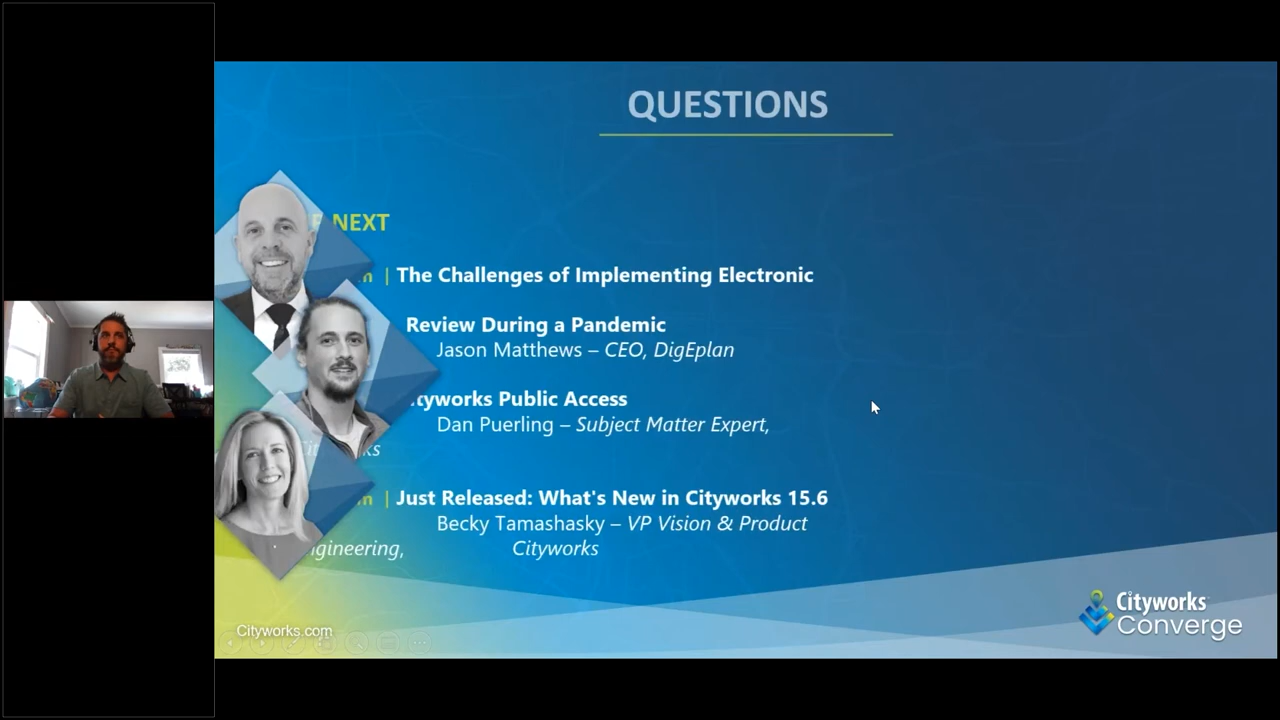 QUESTIONS
NEXT
| The Challenges of Implementing Electronic
Review During a Pandemic
Jason Matthews – CEO, DigEplan
tyworks Public Access
Dan Puerling – Subject Matter Expert,
| Just Released: What's New in Cityworks 15.6
Becky Tamashasky – VP Vision & Product
gineering, Cityworks
Cityworks.com
Cityworks
Converge